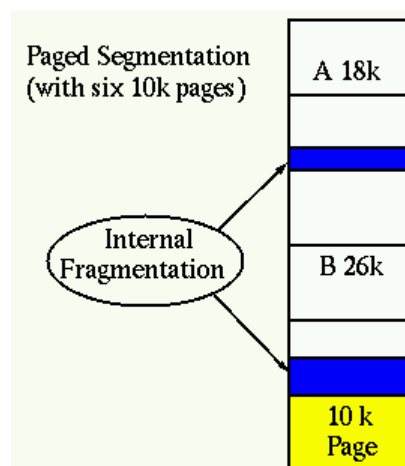 Paged Segmentation
(with six 10k pages)
A 18k
Internal
Fragmentation
B 26k
10 k
Page